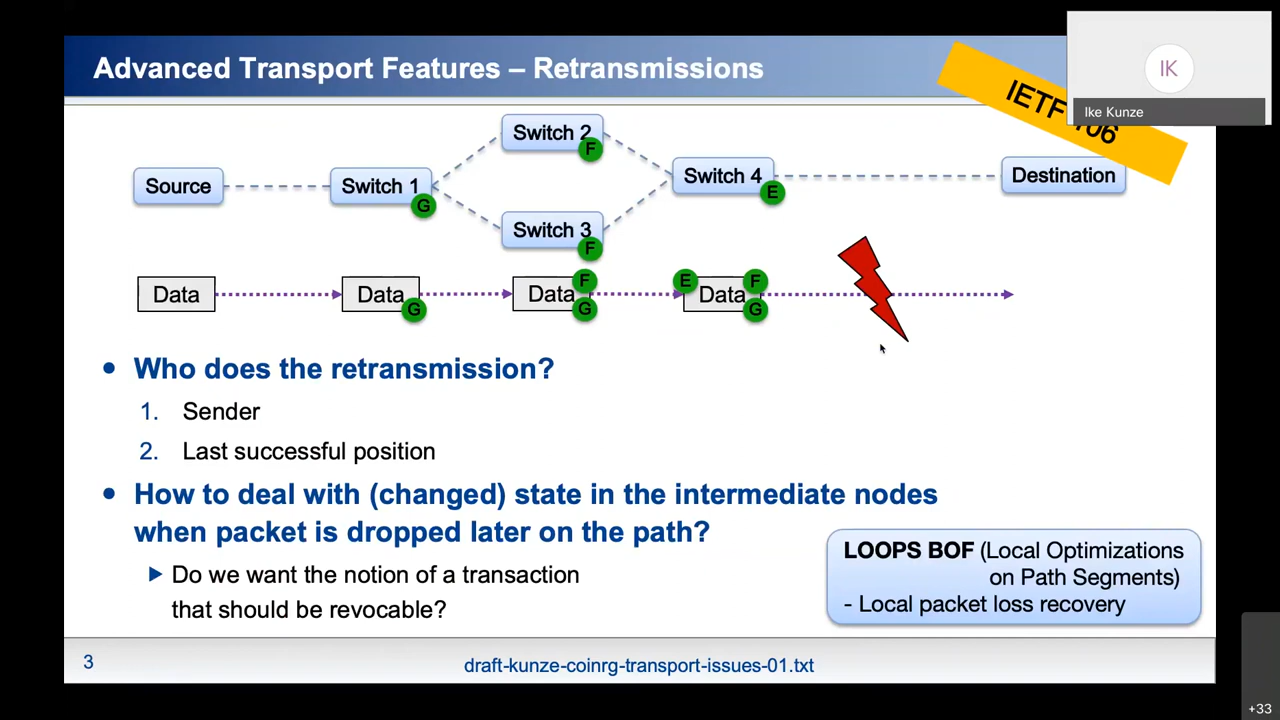 Advanced Transport Features – Retransmissions
IETF 106
IK
Ike Kunze
Switch 2
F
Source
Switch 1
G
Switch 4
E
Destination
Switch 3
F
Data
Data
G
Data
F
G
E
Data
F
G
• Who does the retransmission?
1. Sender
2. Last successful position
• How to deal with (changed) state in the intermediate nodes
when packet is dropped later on the path?
Do we want the notion of a transaction
that should be revocable?
LOOPS BOF (Local Optimizations
on Path Segments)
- Local packet loss recovery
3
draft-kunze-coinrg-transport-issues-01.txt
+33